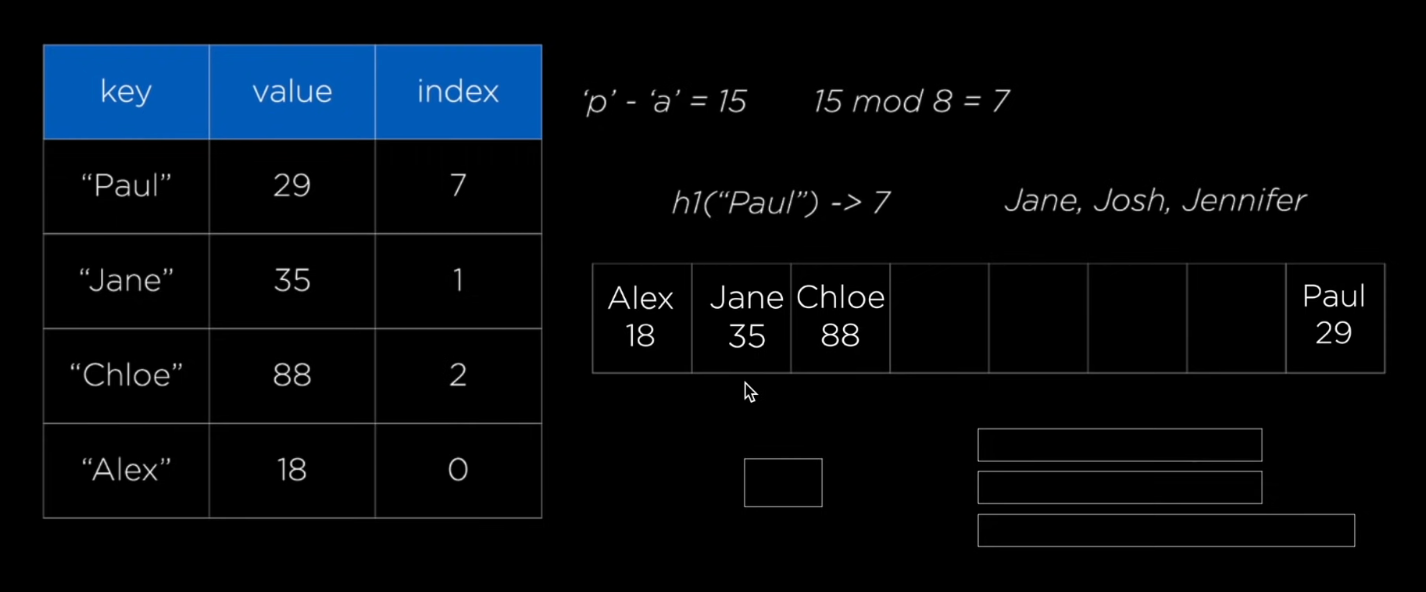 key value index
“Paul” 29 7
“Jane” 35 1
“Chloe” 88 2
“Alex” 18 0
‘p’ - ‘a’ = 15 15 mod 8 = 7
h1(“Paul”) -> 7 Jane, Josh, Jennifer
Alex Jane Chloe Paul
18 35 88 29